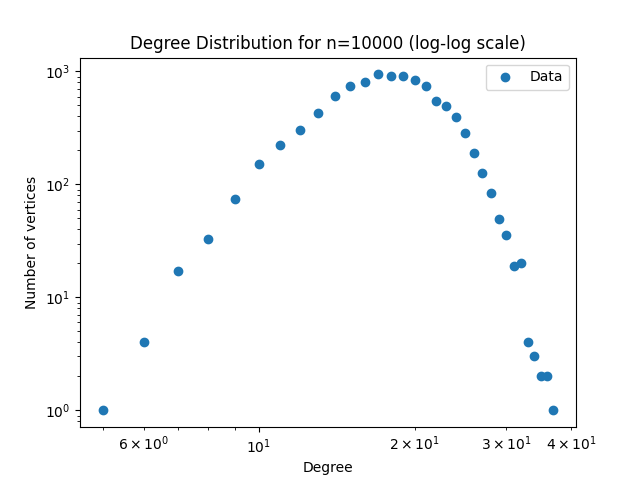 Degree Distribution for n=10000 (log-log scale)
Data
10³
10²
10¹
10⁰
Number of vertices
6 × 10⁰
10¹
2 × 10¹
3 × 10¹
4 × 10¹
Degree